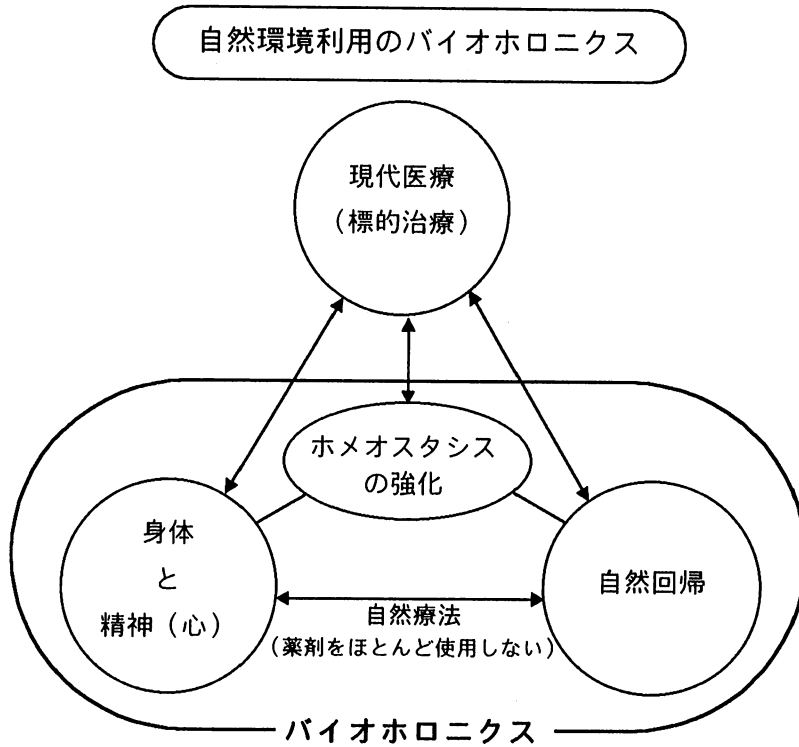 自然環境利用のバイオホロニクス
現代医療
（標的治療）
ホメオスタシス
の強化
身体
と
精神（心）
自然回帰
自然療法
（薬剤をほとんど使用しない）
バイオホロニクス